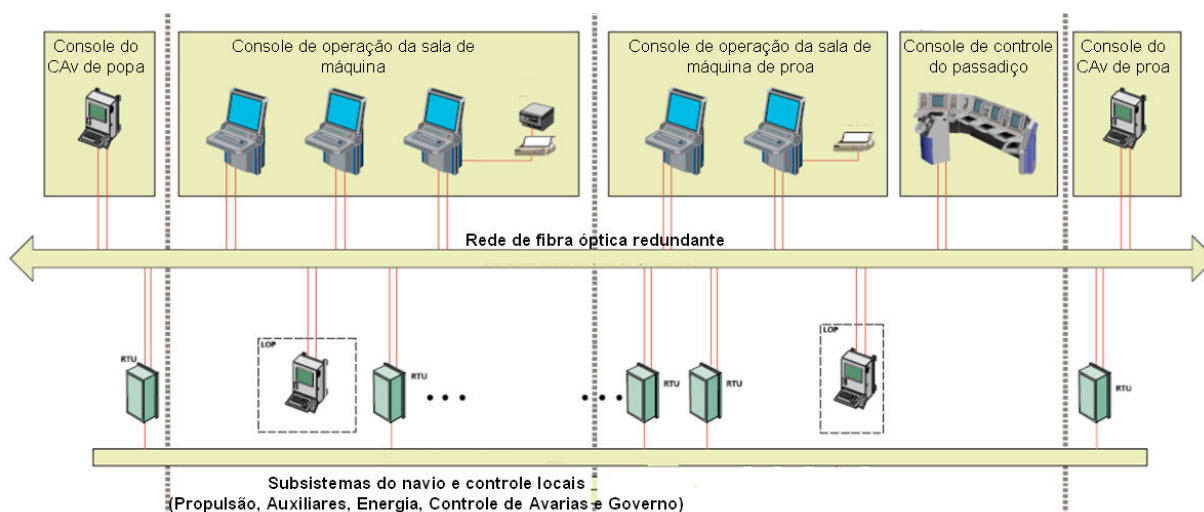 Console do
CAv de popa
Console de operação da sala de
máquina
Console de operação da sala de
máquina de proa
Console de controle
do passadiço
Console do
CAv de proa
Rede de fibra óptica redundante
RTU
LOP
RTU
RTU
RTU
LOP
RTU
Subsistemas do navio e controle locais
(Propulsão, Auxiliares, Energia, Controle de Avarias e Governo)